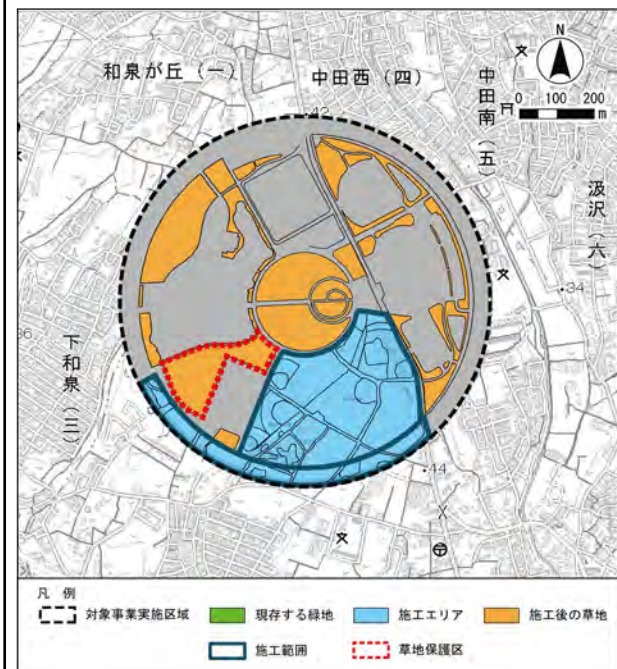 和泉が丘(一)
中田西(四)
中田南(五)
汲沢(六)
下和泉(三)
N
0 100 200
m
42
34
36
44
凡 例
対象事業実施区域
現存する緑地
施工エリア
施工後の草地
施工範囲
草地保護区